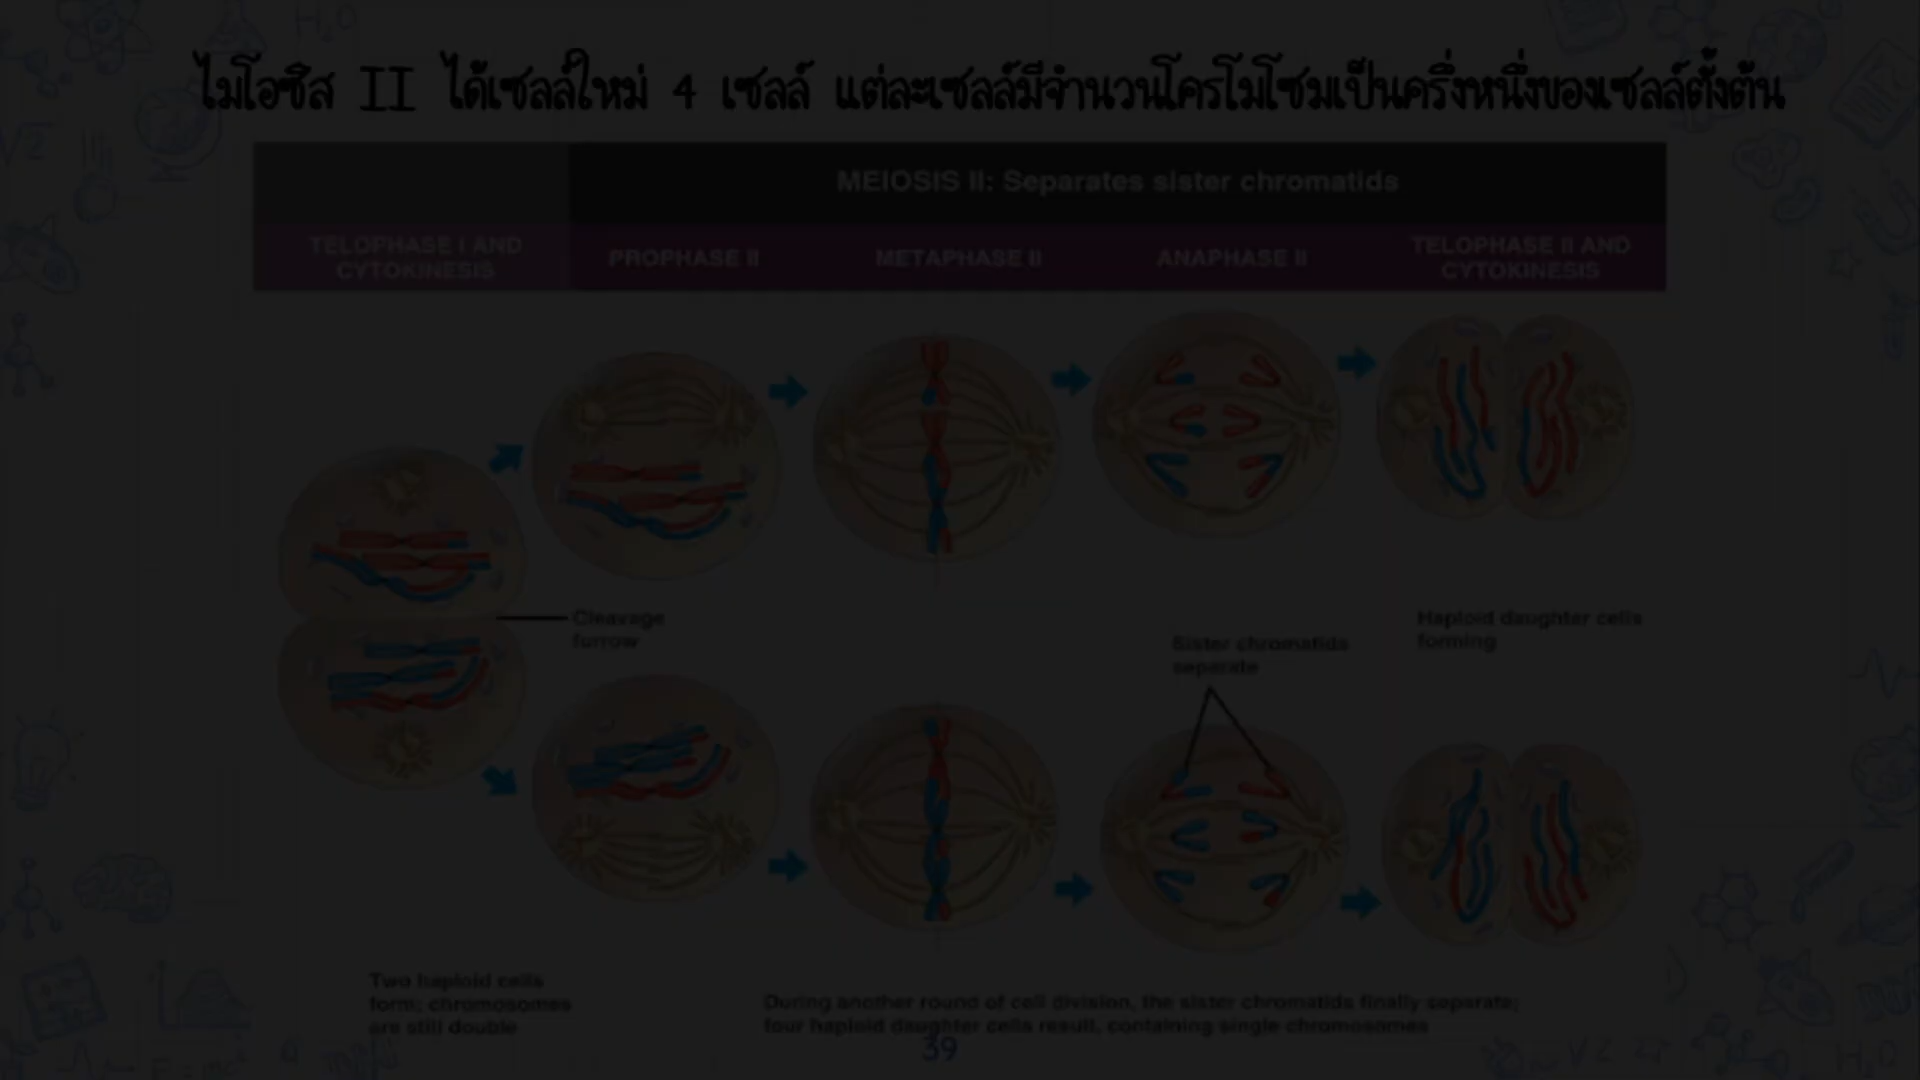 ไมโอซิส II ได้เซลล์ใหม่ 4 เซลล์ แต่ละเซลล์มีจำนวนโครโมโซมเป็นครึ่งหนึ่งของเซลล์ตั้งต้น
MEIOSIS II: Separates sister chromatids
TELOPHASE I AND
CYTOKINESIS
PROPHASE II
METAPHASE II
ANAPHASE II
TELOPHASE II AND
CYTOKINESIS
Cleavage
furrow
Sister chromatids
separate
Haploid daughter cells
forming
Two haploid cells
form; chromosomes
are still double
During another round of cell division, the sister chromatids finally separate;
four haploid daughter cells result, containing single chromosomes
39
H₂O
H₂O